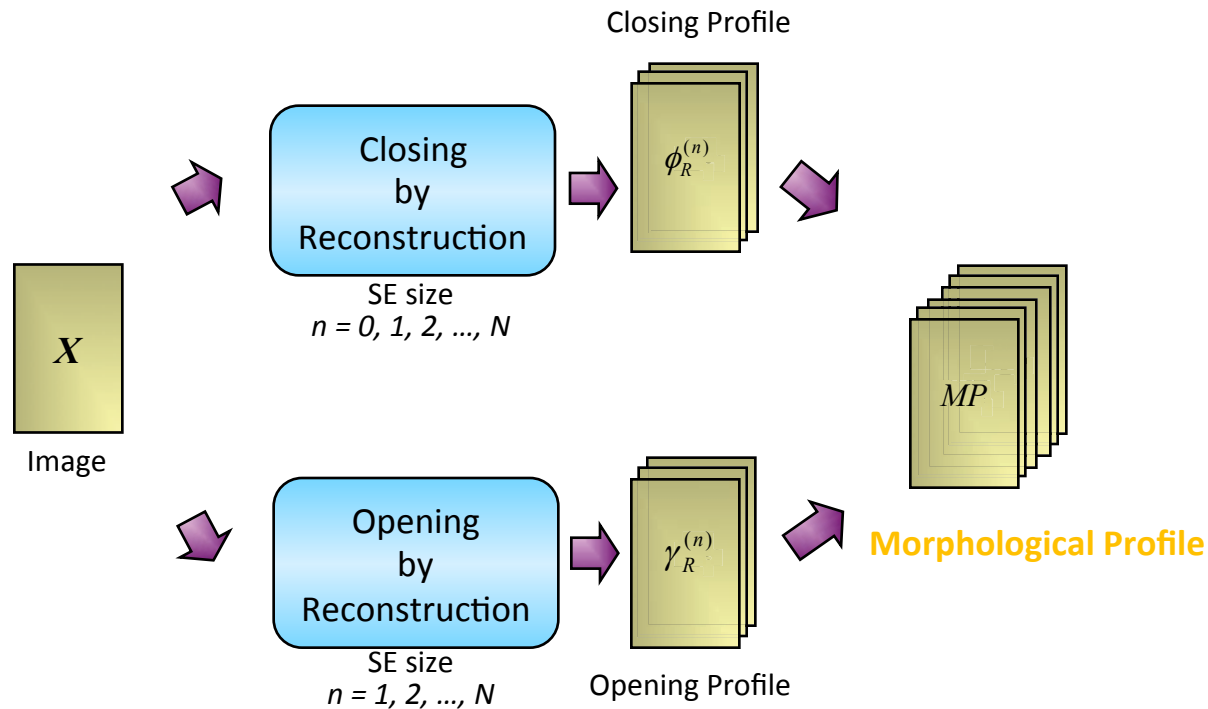 Closing Profile
Closing
by
Reconstruction
ϕ_R^{(n)}
SE size
n = 0, 1, 2, ..., N
X
Image
MP
Morphological Profile
Opening
by
Reconstruction
γ_R^{(n)}
SE size
n = 1, 2, ..., N
Opening Profile